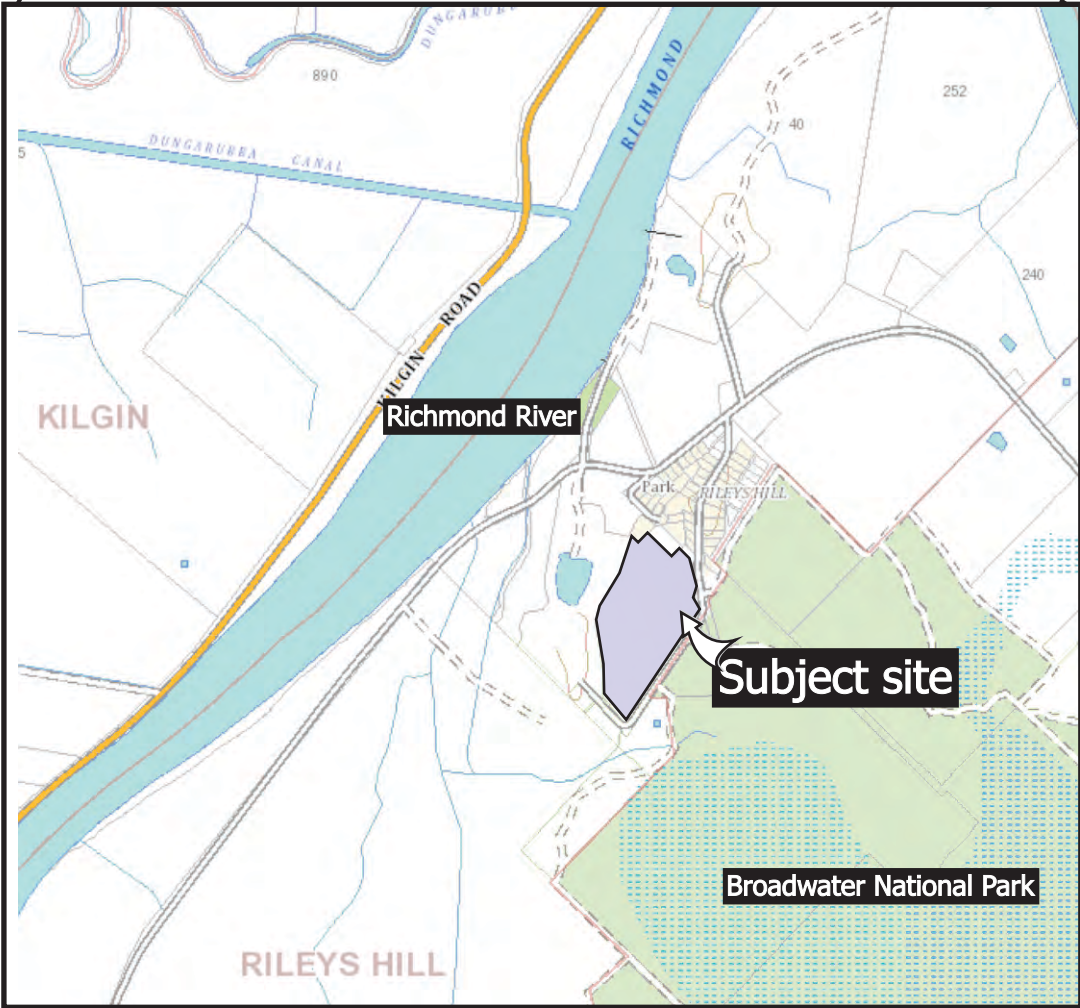 DUNGARUBBA
890
RICHMOND
252
40
5
DUNGARUBBA CANAL
240
KILGIN ROAD
KILGIN
Richmond River
Park
RILEYS HILL
Subject site
Broadwater National Park
RILEYS HILL